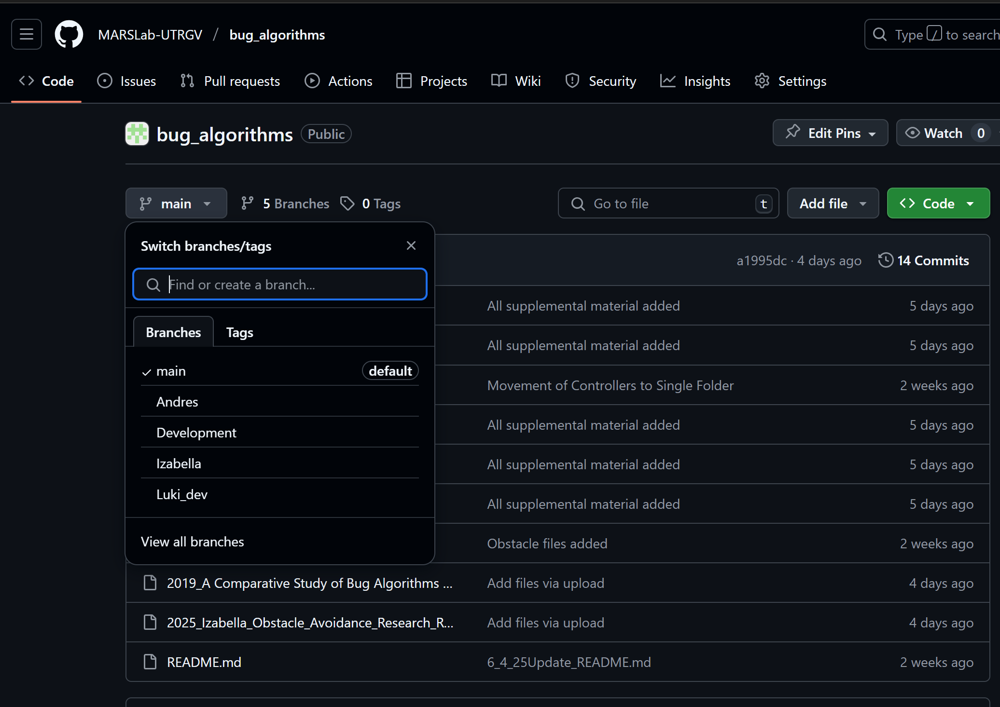 MARSLab-UTRGV / bug_algorithms
Type / to search
Code Issues Pull requests Actions Projects Wiki Security Insights Settings
bug_algorithms Public
Edit Pins Watch 0
main 5 Branches 0 Tags
Go to file t Add file Code
Switch branches/tags
a1995dc · 4 days ago 14 Commits
Find or create a branch...
All supplemental material added 5 days ago
Branches Tags
All supplemental material added 5 days ago
main default
Movement of Controllers to Single Folder 2 weeks ago
Andres
All supplemental material added 5 days ago
Development
Izabella
All supplemental material added 5 days ago
Luki_dev
All supplemental material added 5 days ago
View all branches
Obstacle files added 2 weeks ago
2019_A Comparative Study of Bug Algorithms ... Add files via upload 4 days ago
2025_Izabella_Obstacle_Avoidance_Research_R... Add files via upload 4 days ago
README.md 6_4_25Update_README.md 2 weeks ago